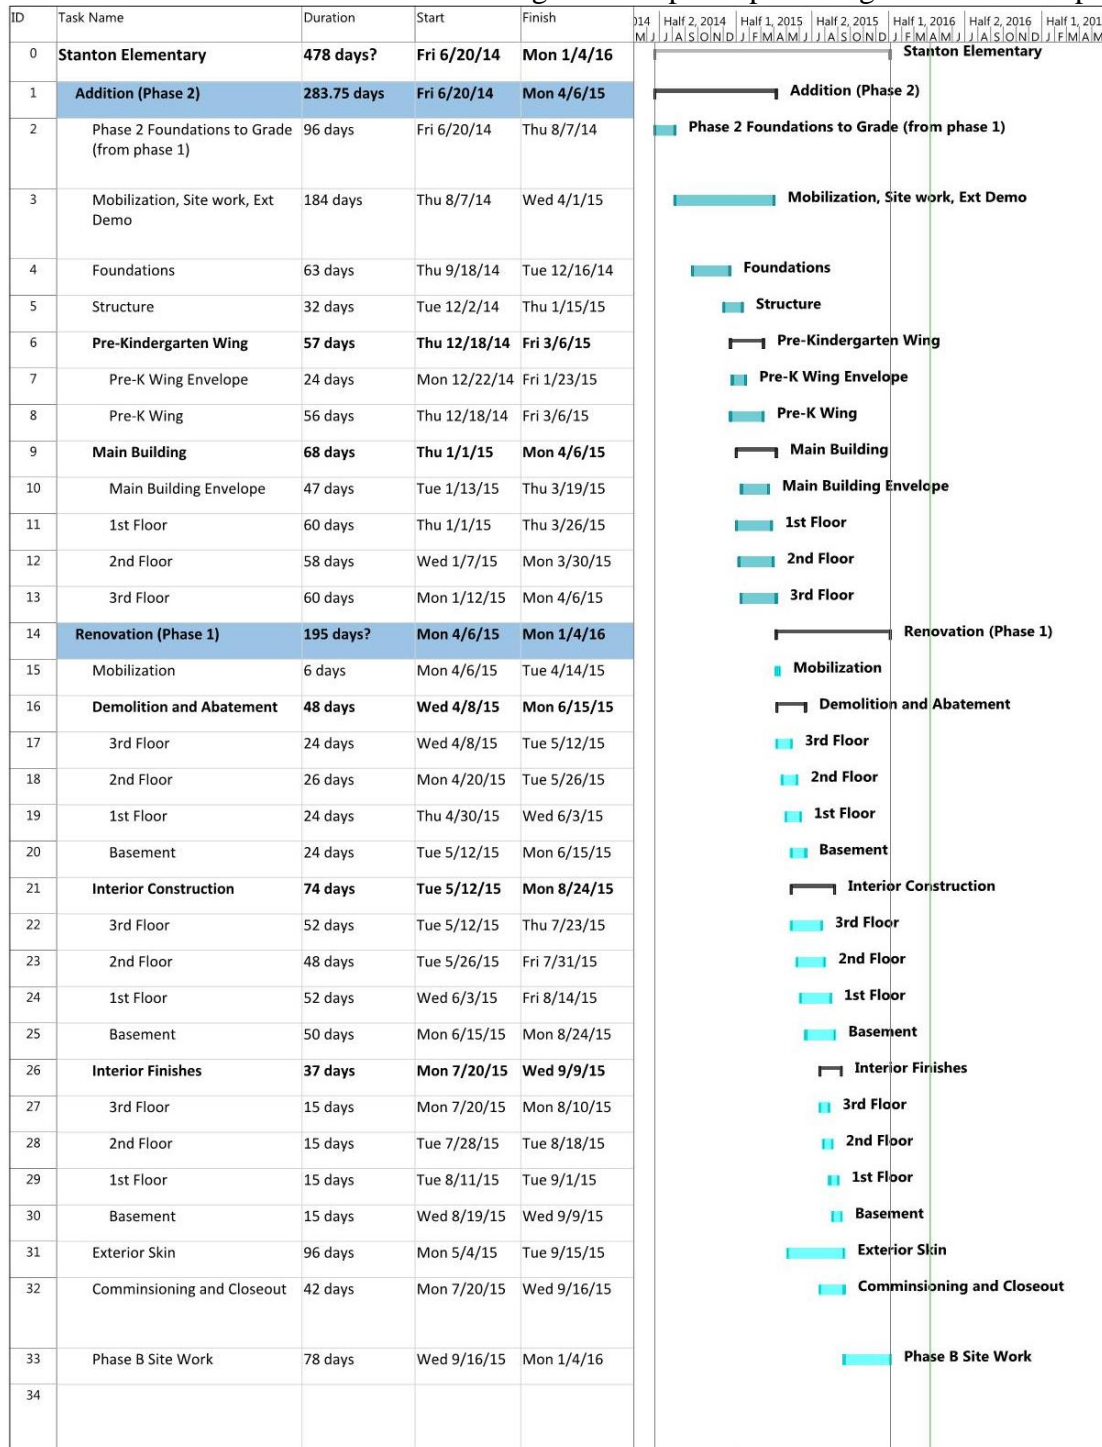 ID Task Name Duration Start Finish 014 Half 2, 2014 Half 1, 2015 Half 2, 2015 Half 1, 2016 Half 2, 2016 Half 1, 201
M J J A S O N D J F M A M J J A S O N D J F M A M J J A S O N D J F M A M
0 Stanton Elementary 478 days? Fri 6/20/14 Mon 1/4/16 Stanton Elementary
1 Addition (Phase 2) 283.75 days Fri 6/20/14 Mon 4/6/15 Addition (Phase 2)
2 Phase 2 Foundations to Grade 96 days Fri 6/20/14 Thu 8/7/14 Phase 2 Foundations to Grade (from phase 1)
(from phase 1)
3 Mobilization, Site work, Ext 184 days Thu 8/7/14 Wed 4/1/15 Mobilization, Site work, Ext Demo
Demo
4 Foundations 63 days Thu 9/18/14 Tue 12/16/14 Foundations
5 Structure 32 days Tue 12/2/14 Thu 1/15/15 Structure
6 Pre-Kindergarten Wing 57 days Thu 12/18/14 Fri 3/6/15 Pre-Kindergarten Wing
7 Pre-K Wing Envelope 24 days Mon 12/22/14 Fri 1/23/15 Pre-K Wing Envelope
8 Pre-K Wing 56 days Thu 12/18/14 Fri 3/6/15 Pre-K Wing
9 Main Building 68 days Thu 1/1/15 Mon 4/6/15 Main Building
10 Main Building Envelope 47 days Tue 1/13/15 Thu 3/19/15 Main Building Envelope
11 1st Floor 60 days Thu 1/1/15 Thu 3/26/15 1st Floor
12 2nd Floor 58 days Wed 1/7/15 Mon 3/30/15 2nd Floor
13 3rd Floor 60 days Mon 1/12/15 Mon 4/6/15 3rd Floor
14 Renovation (Phase 1) 195 days? Mon 4/6/15 Mon 1/4/16 Renovation (Phase 1)
15 Mobilization 6 days Mon 4/6/15 Tue 4/14/15 Mobilization
16 Demolition and Abatement 48 days Wed 4/8/15 Mon 6/15/15 Demolition and Abatement
17 3rd Floor 24 days Wed 4/8/15 Tue 5/12/15 3rd Floor
18 2nd Floor 26 days Mon 4/20/15 Tue 5/26/15 2nd Floor
19 1st Floor 24 days Thu 4/30/15 Wed 6/3/15 1st Floor
20 Basement 24 days Tue 5/12/15 Mon 6/15/15 Basement
21 Interior Construction 74 days Tue 5/12/15 Mon 8/24/15 Interior Construction
22 3rd Floor 52 days Tue 5/12/15 Thu 7/23/15 3rd Floor
23 2nd Floor 48 days Tue 5/26/15 Fri 7/31/15 2nd Floor
24 1st Floor 52 days Wed 6/3/15 Fri 8/14/15 1st Floor
25 Basement 50 days Mon 6/15/15 Mon 8/24/15 Basement
26 Interior Finishes 37 days Mon 7/20/15 Wed 9/9/15 Interior Finishes
27 3rd Floor 15 days Mon 7/20/15 Mon 8/10/15 3rd Floor
28 2nd Floor 15 days Tue 7/28/15 Tue 8/18/15 2nd Floor
29 1st Floor 15 days Tue 8/11/15 Tue 9/1/15 1st Floor
30 Basement 15 days Wed 8/19/15 Wed 9/9/15 Basement
31 Exterior Skin 96 days Mon 5/4/15 Tue 9/15/15 Exterior Skin
32 Comminsioning and Closeout 42 days Mon 7/20/15 Wed 9/16/15 Comminsioning and Closeout
33 Phase B Site Work 78 days Wed 9/16/15 Mon 1/4/16 Phase B Site Work
34